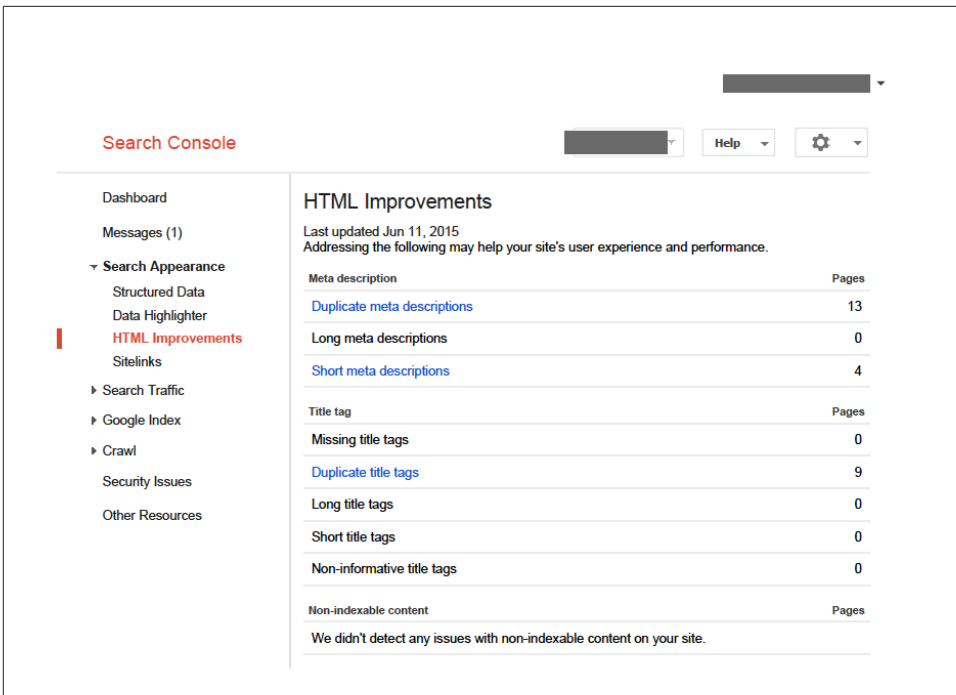 Search Console
Help
Dashboard
Messages (1)
Search Appearance
Structured Data
Data Highlighter
HTML Improvements
Sitelinks
Search Traffic
Google Index
Crawl
Security Issues
Other Resources
HTML Improvements
Last updated Jun 11, 2015
Addressing the following may help your site's user experience and performance.
Meta description Pages
Duplicate meta descriptions 13
Long meta descriptions 0
Short meta descriptions 4
Title tag Pages
Missing title tags 0
Duplicate title tags 9
Long title tags 0
Short title tags 0
Non-informative title tags 0
Non-indexable content Pages
We didn't detect any issues with non-indexable content on your site.